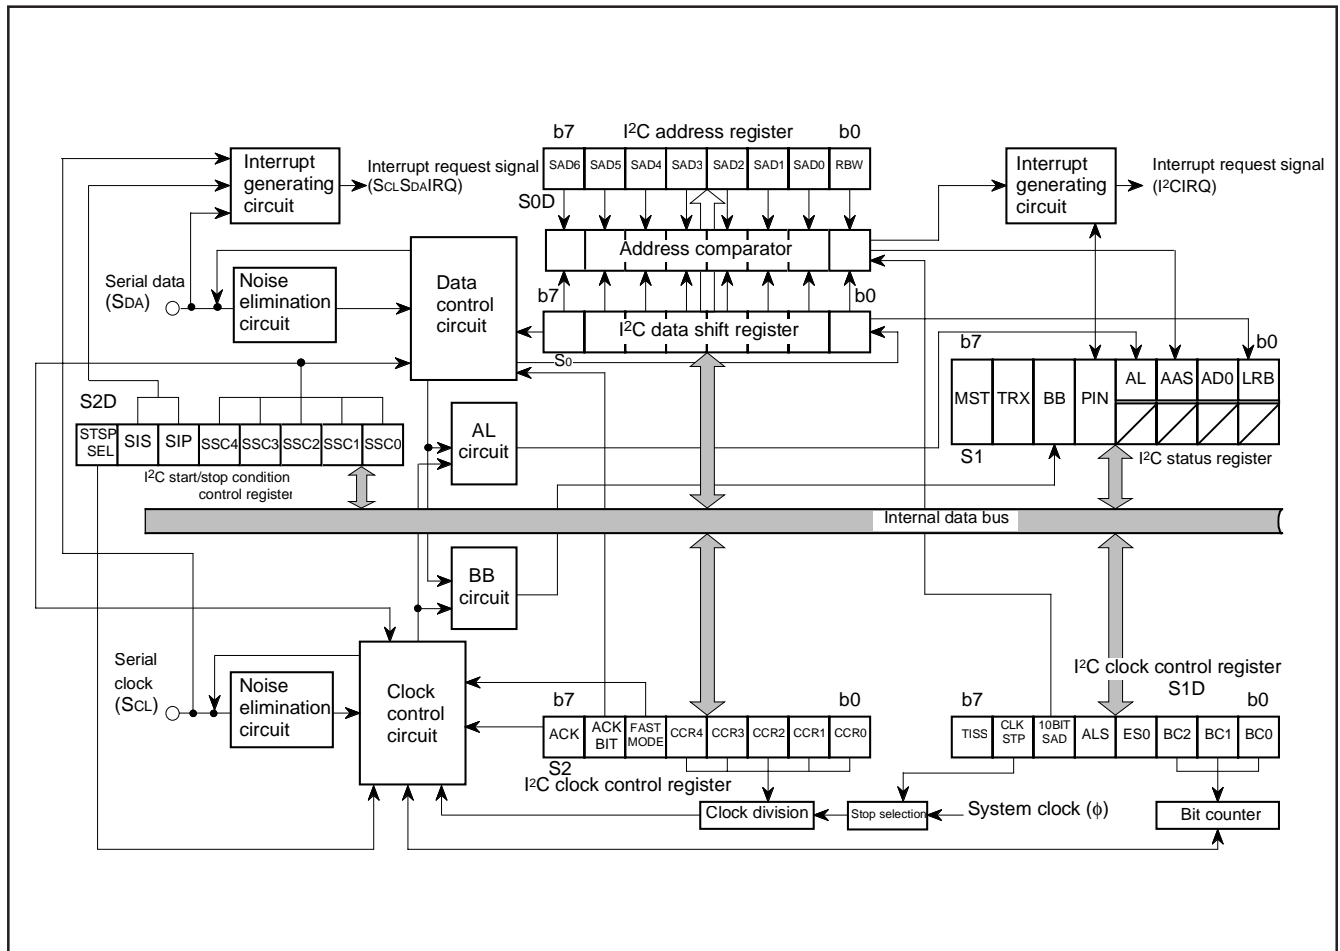 b7 I²C address register b0
SAD6 SAD5 SAD4 SAD3 SAD2 SAD1 SAD0 RBW
S0D
Interrupt
generating
circuit
Interrupt request signal
(SCLSDAIRQ)
Interrupt
generating
circuit
Interrupt request signal
(I²CIRQ)
Address comparator
Serial data
(SDA)
Noise
elimination
circuit
Data
control
circuit
b7 b0
I²C data shift register
S0
b7 b0
MST TRX BB PIN AL AAS AD0 LRB
S1
I²C status register
S2D
STSP
SEL
SIS SIP SSC4 SSC3 SSC2 SSC1 SSC0
I²C start/stop condition
control register
AL
circuit
Internal data bus
BB
circuit
Serial
clock
(SCL)
Noise
elimination
circuit
Clock
control
circuit
b7 b0
ACK
ACK
BIT
FAST
MODE
CCR4 CCR3 CCR2 CCR1 CCR0
S2
I²C clock control register
I²C clock control register
S1D
b7 b0
TISS
CLK
STP
10BIT
SAD
ALS ES0 BC2 BC1 BC0
Clock division
Stop selection
System clock (ϕ)
Bit counter